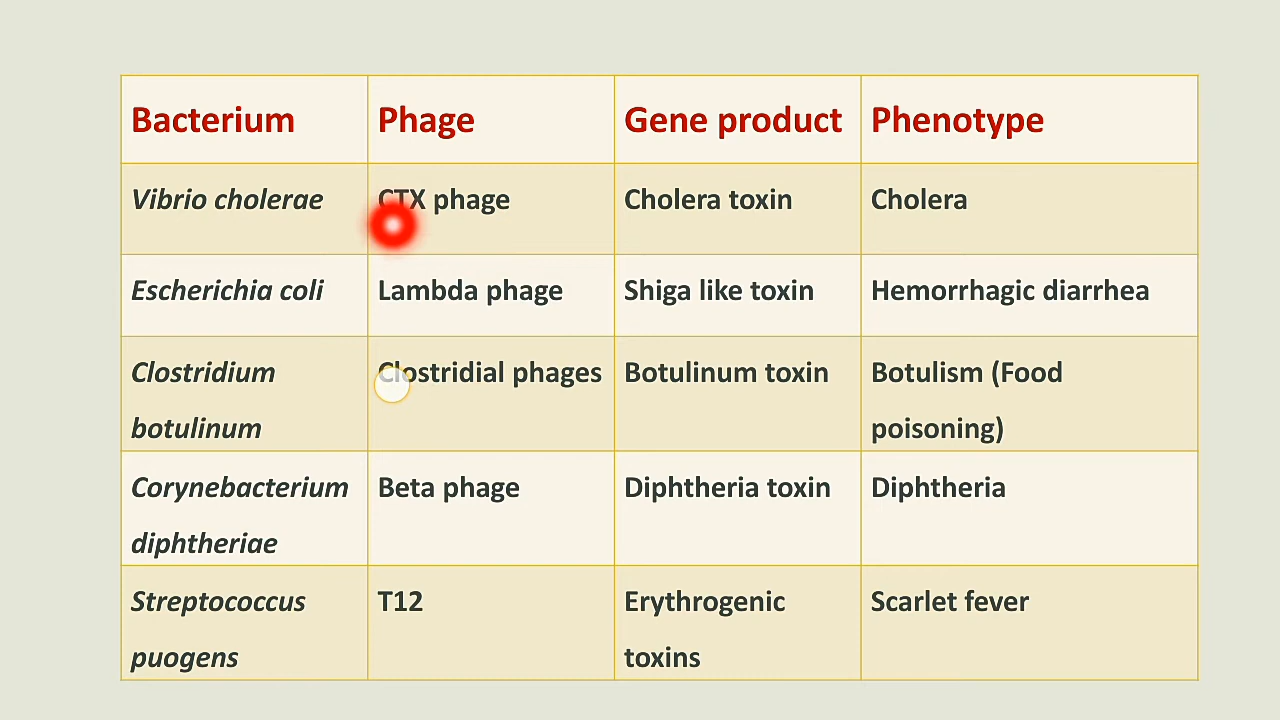 Bacterium Phage Gene product Phenotype
Vibrio cholerae CTX phage Cholera toxin Cholera
Escherichia coli Lambda phage Shiga like toxin Hemorrhagic diarrhea
Clostridium Clostridial phages Botulinum toxin Botulism (Food
botulinum poisoning)
Corynebacterium Beta phage Diphtheria toxin Diphtheria
diphtheriae
Streptococcus T12 Erythrogenic Scarlet fever
puogens toxins